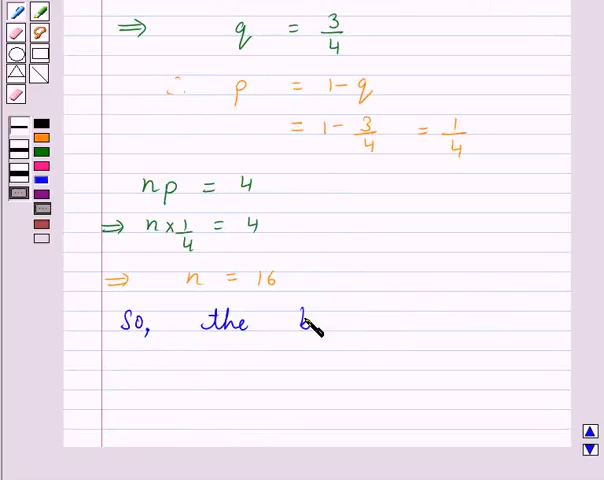 ⇒ q = 3/4
∴ p = 1 - q
= 1 - 3/4 = 1/4
np = 4
⇒ n × 1/4 = 4
⇒ n = 16
So, the b